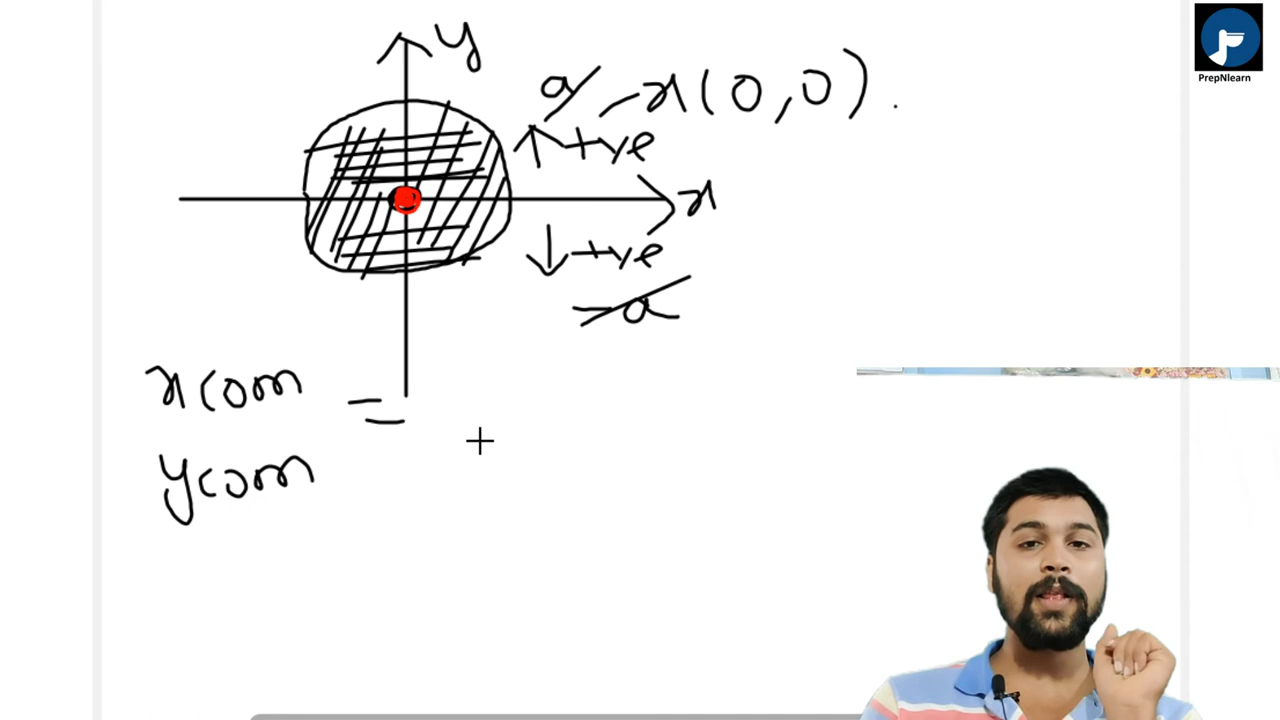 y
a x(0,0).
↑+ve
x
↓+ve
-a
xcom =
ycom
PrepNlearn